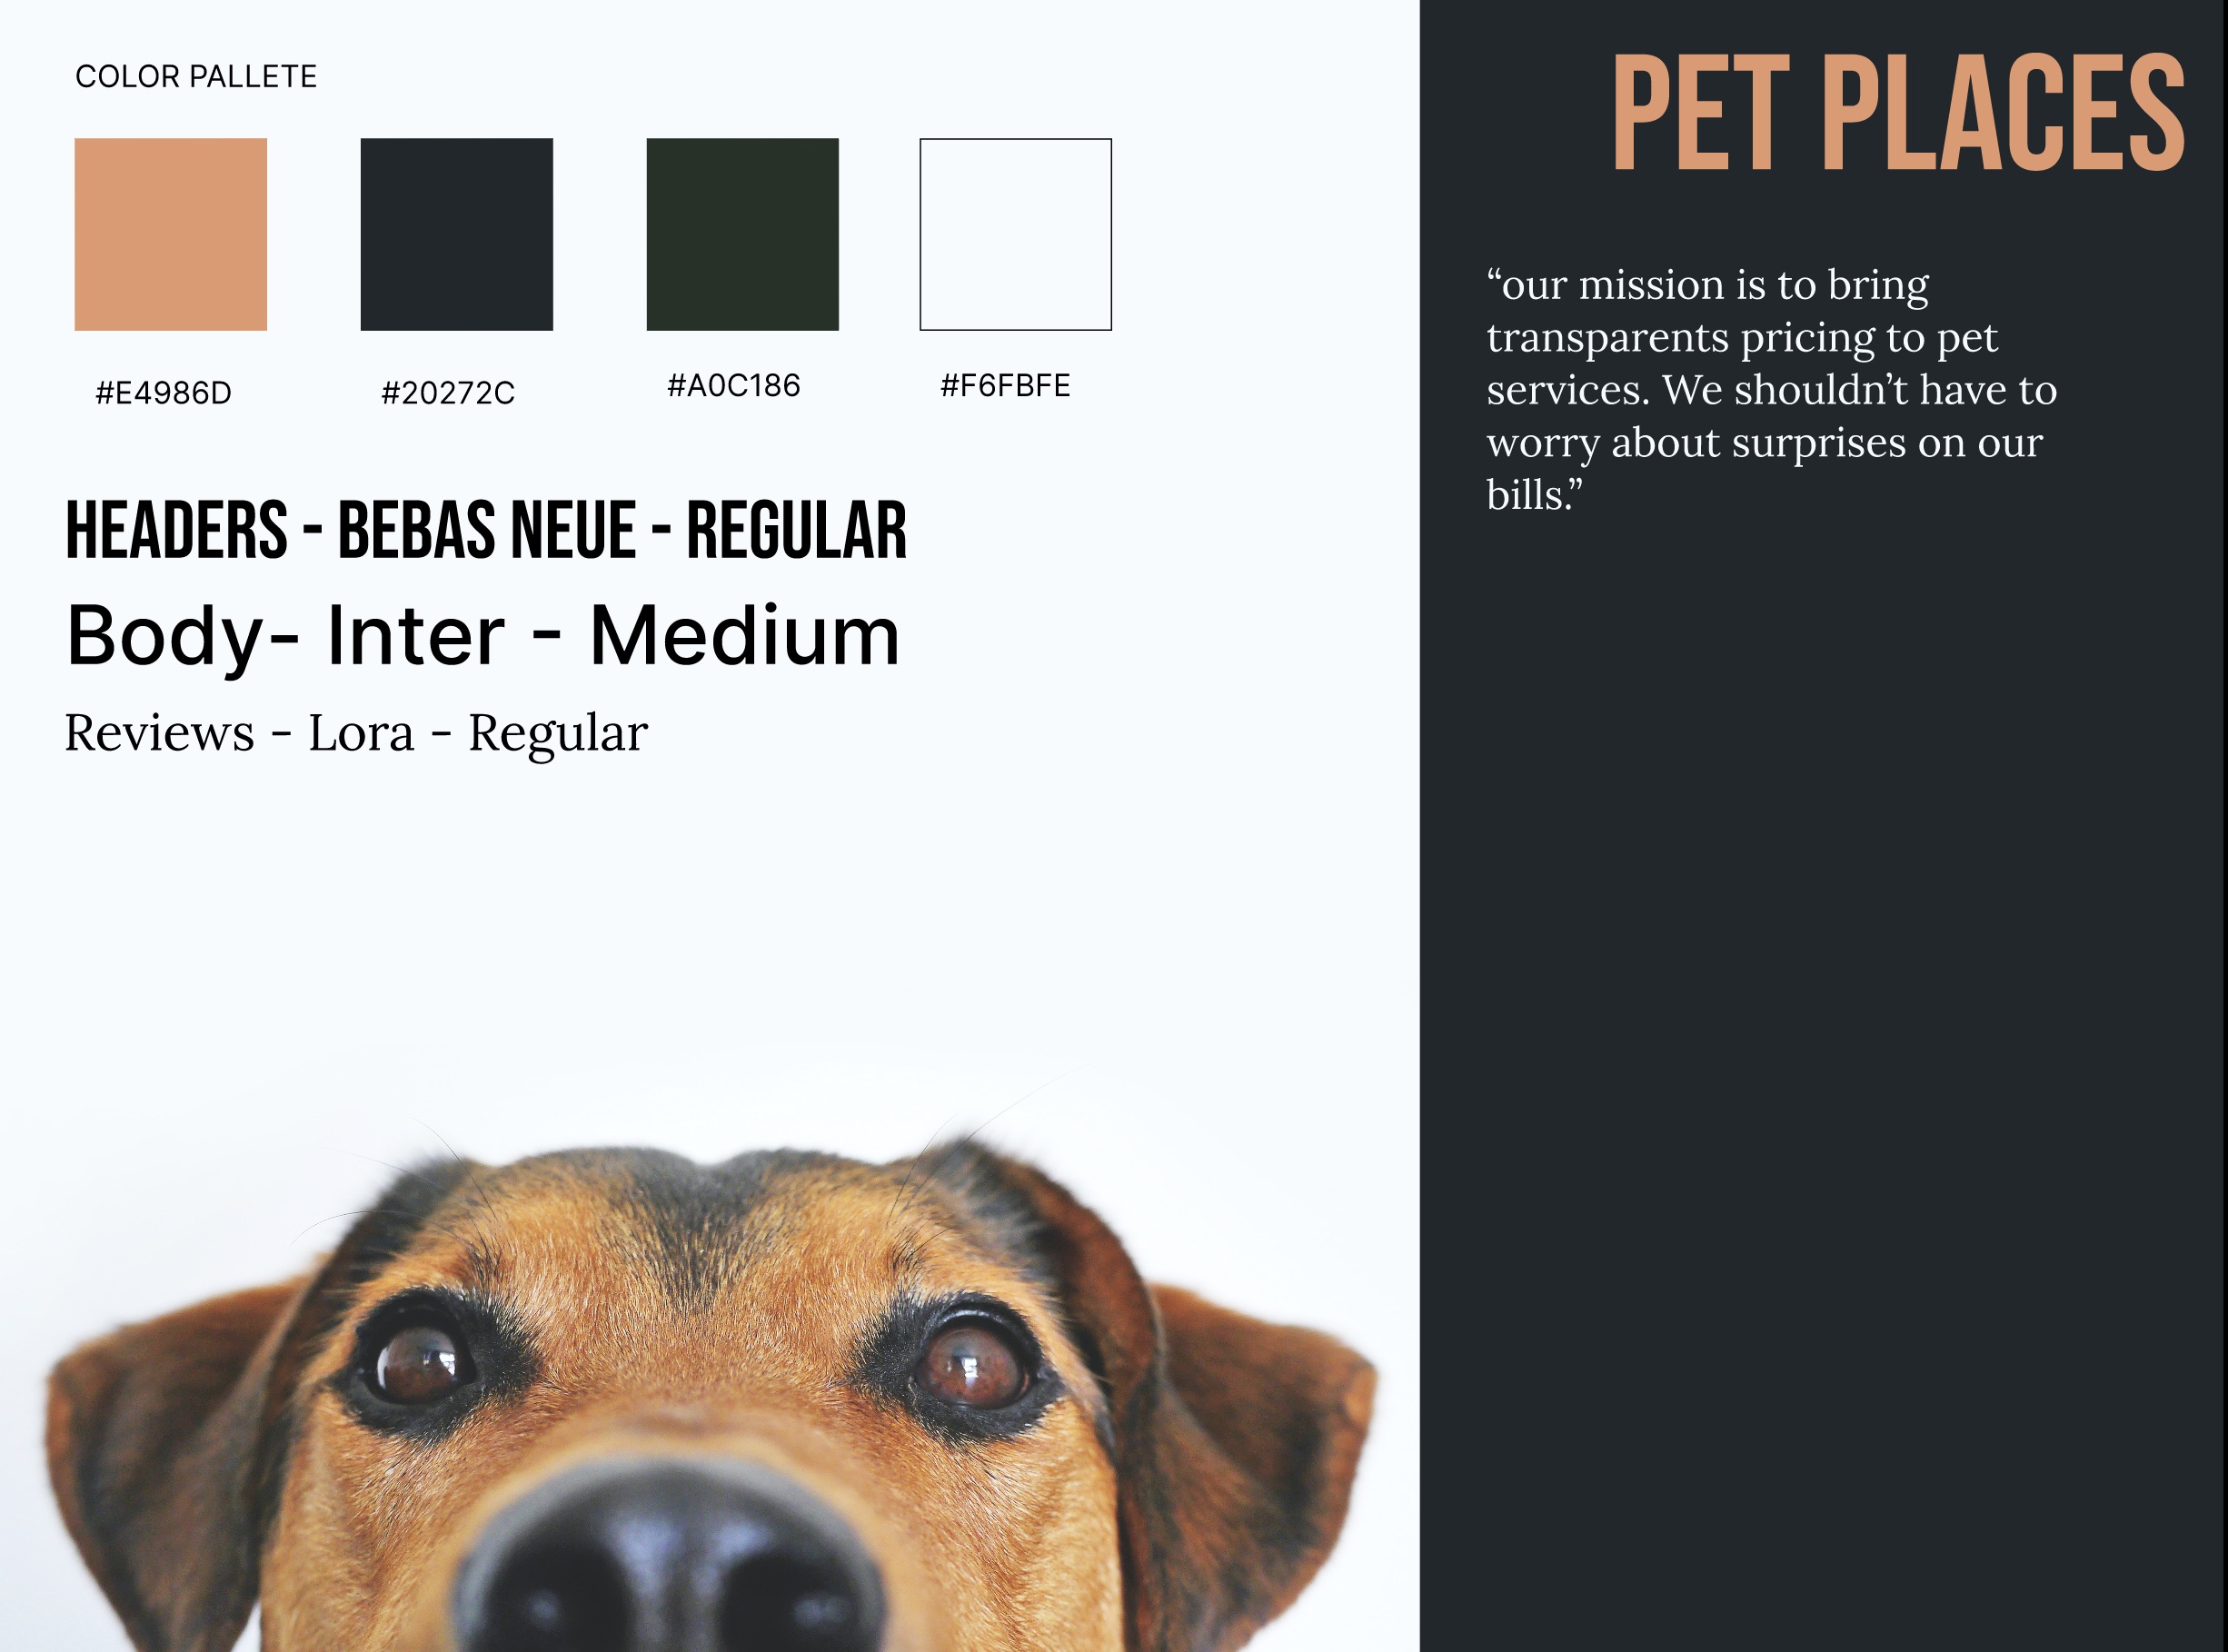 COLOR PALLETE
#E4986D
#20272C
#A0C186
#F6FBFE
HEADERS - BEBAS NEUE - REGULAR
Body- Inter - Medium
Reviews - Lora - Regular
PET PLACES
“our mission is to bring
transparents pricing to pet
services. We shouldn’t have to
worry about surprises on our
bills.”